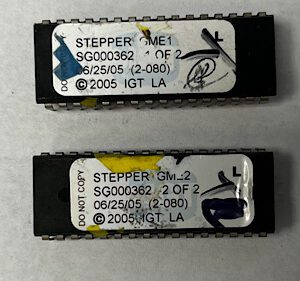 STEPPER GME1
SG000362 1 OF 2
06/25/05 (2-080)
© 2005 IGT LA
L
DO NOT COPY
STEPPER GME2
SG000362 2 OF 2
06/25/05 (2-080)
© 2005 IGT LA
L